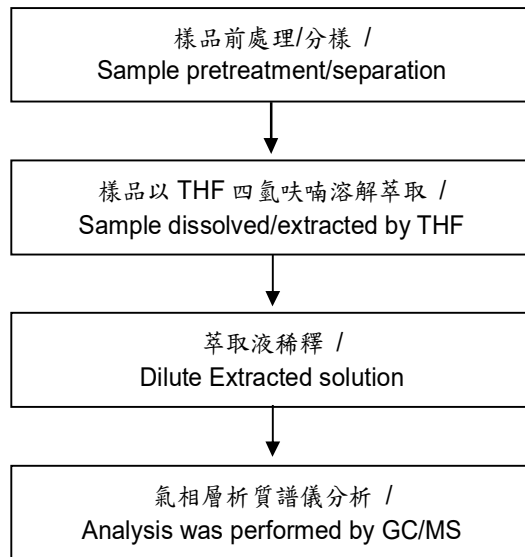 樣品前處理/分樣 /
Sample pretreatment/separation
樣品以 THF 四氫呋喃溶解萃取 /
Sample dissolved/extracted by THF
萃取液稀釋 /
Dilute Extracted solution
氣相層析質譜儀分析 /
Analysis was performed by GC/MS